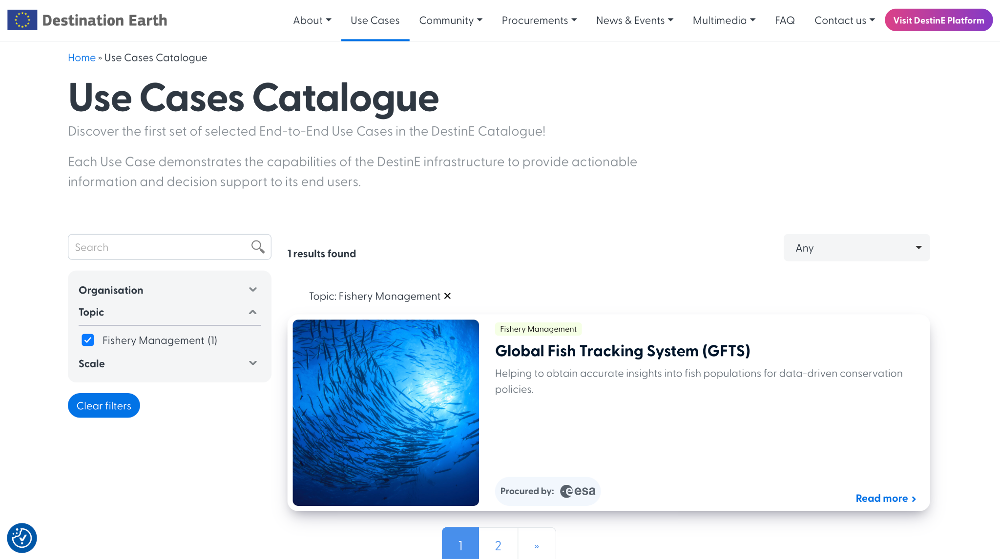 Destination Earth
About
Use Cases
Community
Procurements
News & Events
Multimedia
FAQ
Contact us
Visit DestinE Platform
Home » Use Cases Catalogue
Use Cases Catalogue
Discover the first set of selected End-to-End Use Cases in the DestinE Catalogue!
Each Use Case demonstrates the capabilities of the DestinE infrastructure to provide actionable
information and decision support to its end users.
Search
1 results found
Any
Organisation
Topic
Fishery Management (1)
Scale
Clear filters
Topic: Fishery Management ✕
Fishery Management
Global Fish Tracking System (GFTS)
Helping to obtain accurate insights into fish populations for data-driven conservation
policies.
Procured by: esa
Read more ›
1 2 »